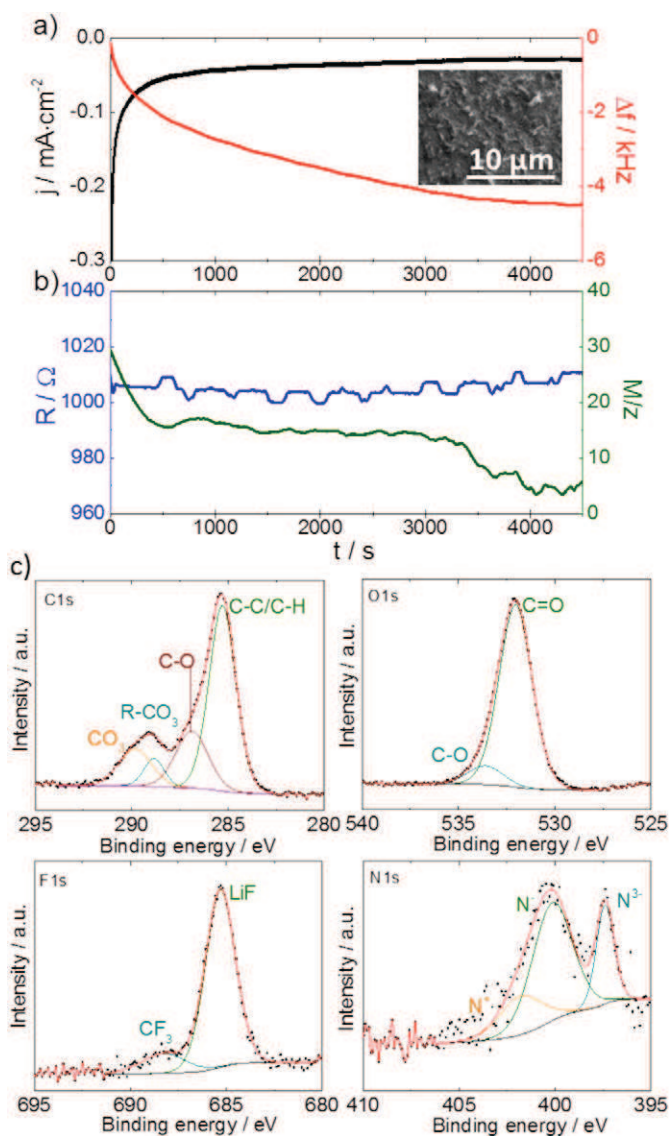 a)
0.0
-0.1
-0.2
-0.3
j / mA·cm⁻²
0
-2
-4
-6
Δf / kHz
10 µm
0 1000 2000 3000 4000
b)
1040
1020
1000
980
960
R / Ω
40
30
20
10
0
M/z
0 1000 2000 3000 4000
t / s
c)
C1s
C-C/C-H
C-O
R-CO₃
CO₃
Intensity / a.u.
295 290 285 280
Binding energy / eV
O1s
C=O
C-O
Intensity / a.u.
540 535 530 525
Binding energy / eV
F1s
LiF
CF₃
Intensity / a.u.
695 690 685 680
Binding energy / eV
N1s
N⁻
N³⁻
N⁺
Intensity / a.u.
410 405 400 395
Binding energy / eV